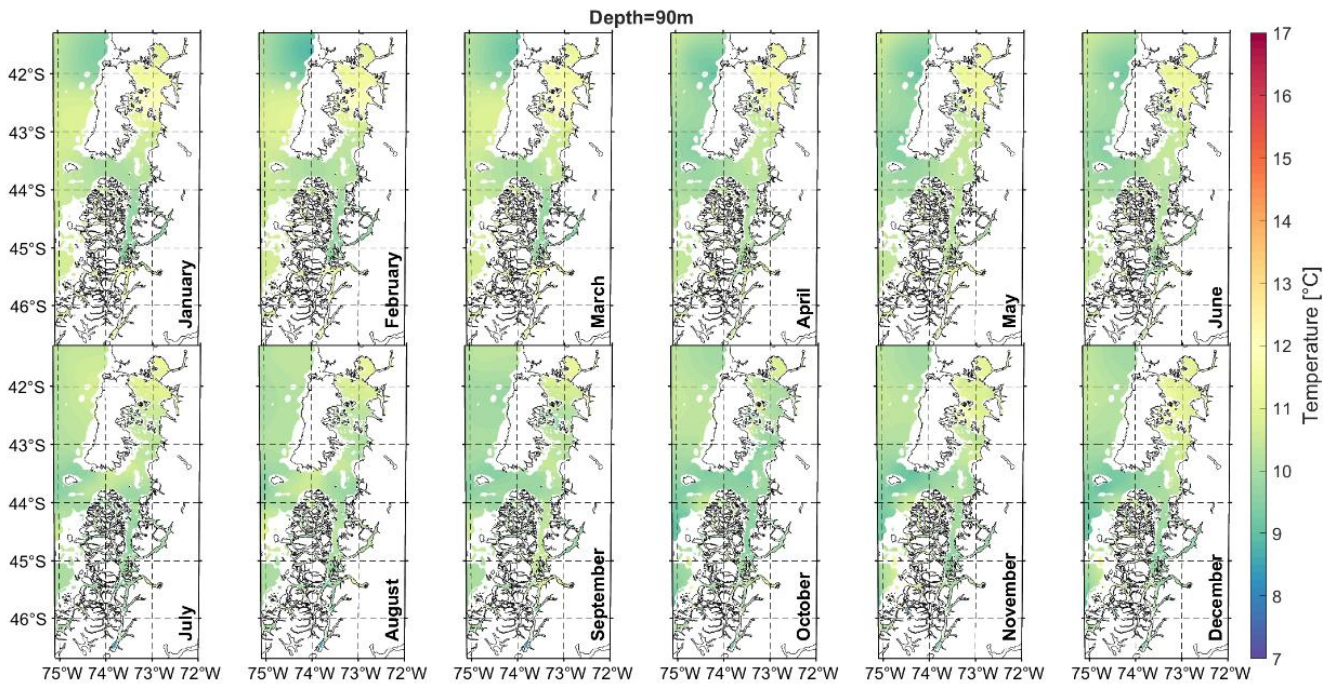 Depth=90m
42°S
43°S
44°S
45°S
46°S
January
February
March
April
May
June
42°S
43°S
44°S
45°S
46°S
July
August
September
October
November
December
75°W 74°W 73°W 72°W
75°W 74°W 73°W 72°W
75°W 74°W 73°W 72°W
75°W 74°W 73°W 72°W
75°W 74°W 73°W 72°W
75°W 74°W 73°W 72°W
17
16
15
14
13
12
11
10
9
8
7
Temperature [°C]